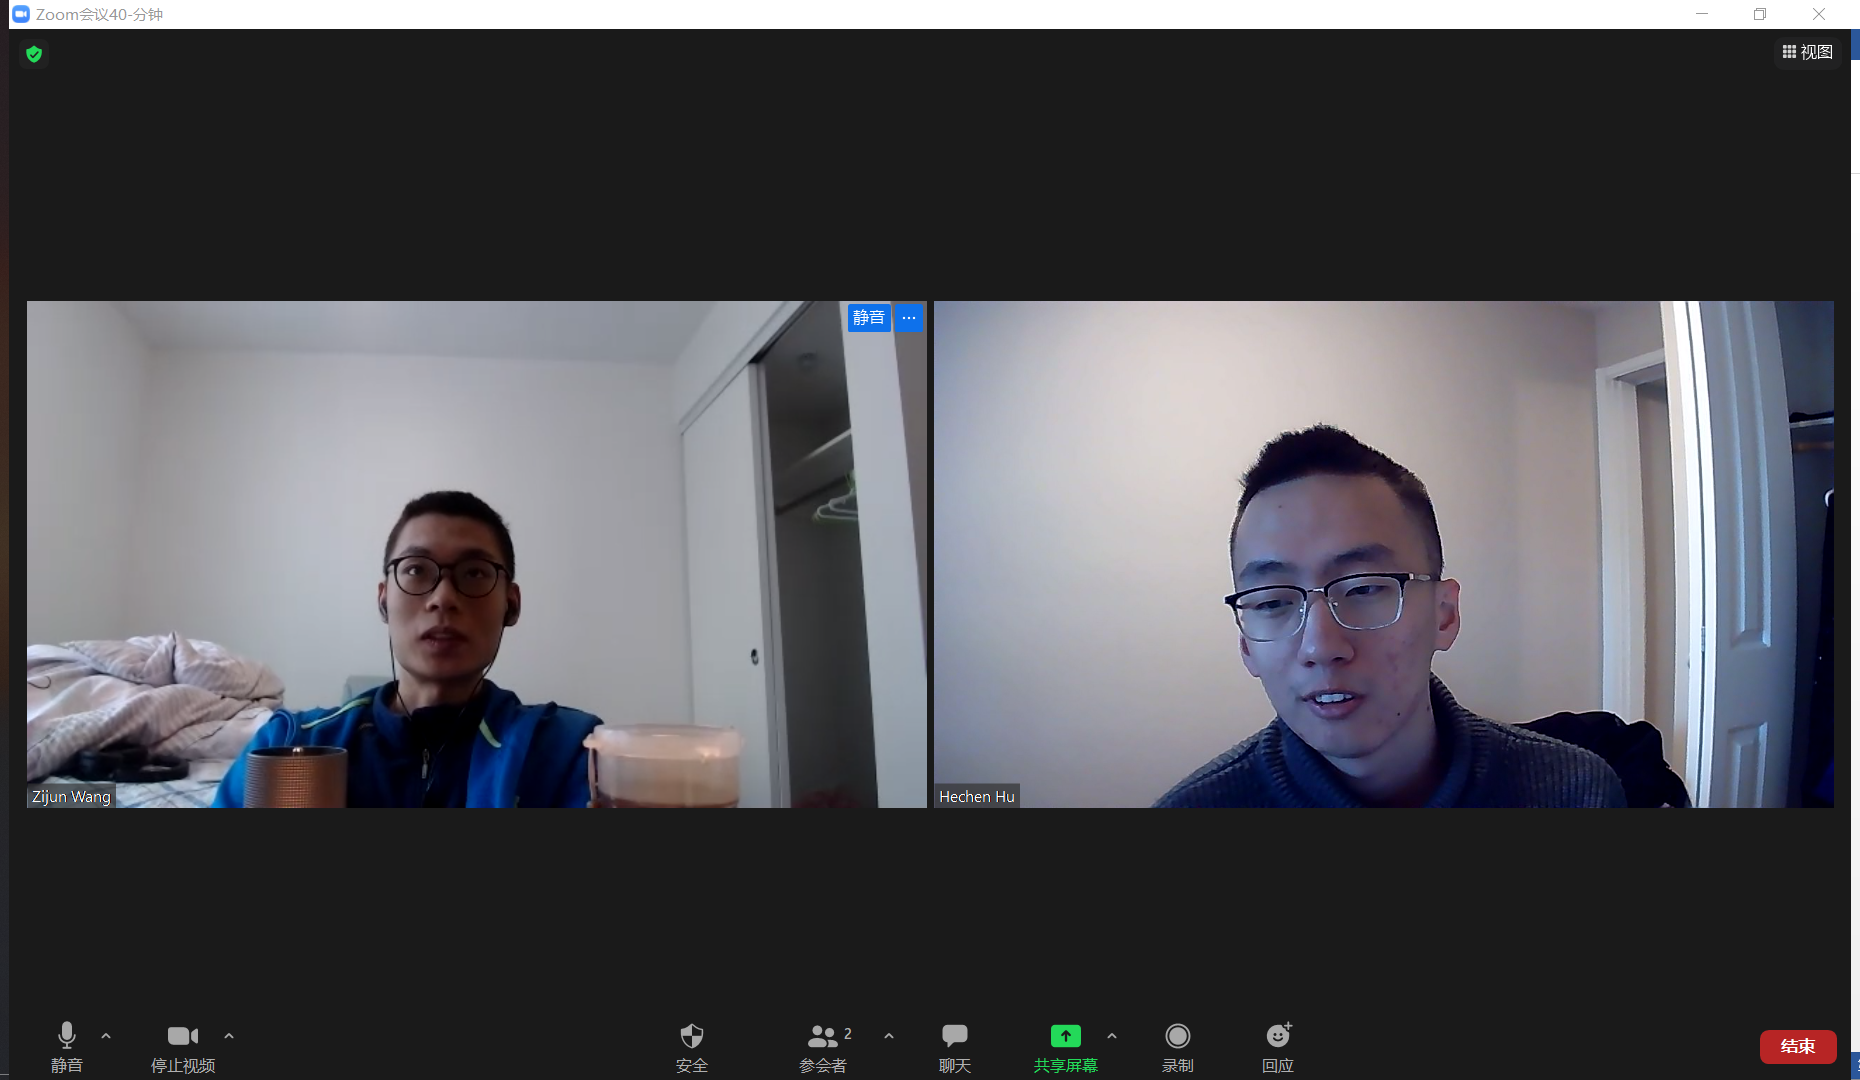 Zoom会议40-分钟
视图
静音 ...
Zijun Wang
Hechen Hu
静音
停止视频
安全
参会者 2
聊天
共享屏幕
录制
回应
结束